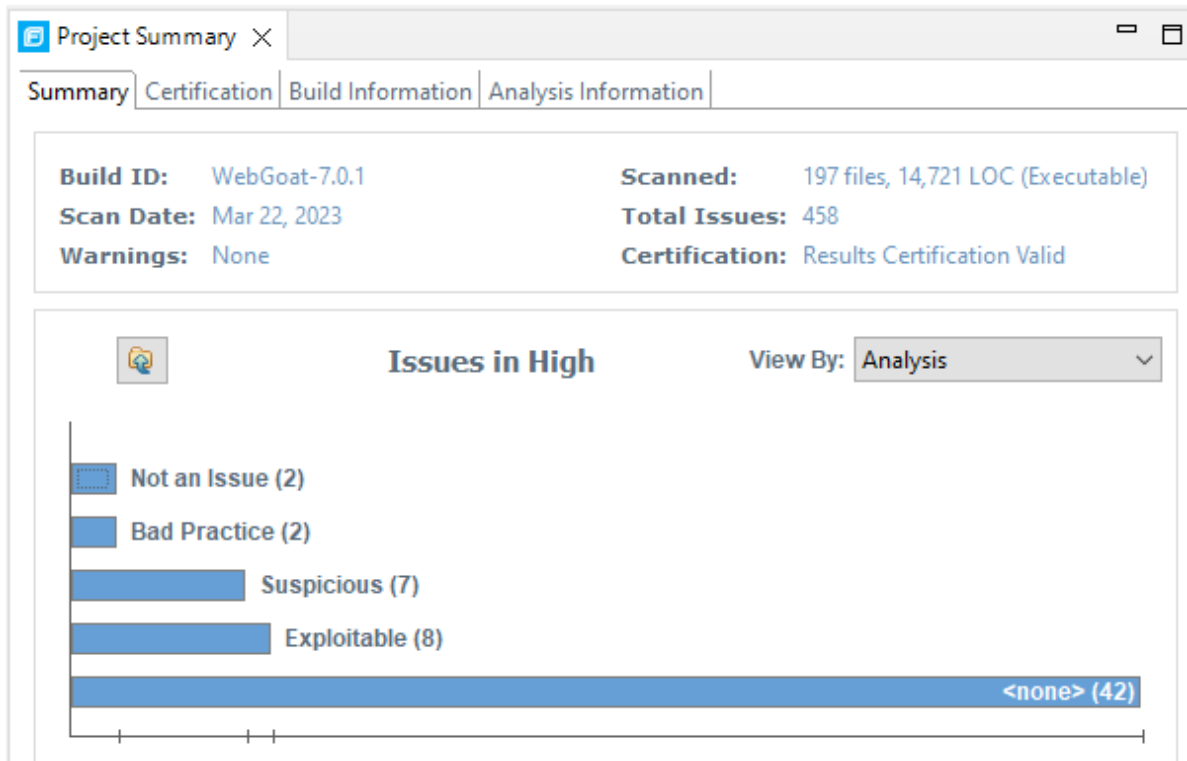 Project Summary
Summary Certification Build Information Analysis Information
Build ID: WebGoat-7.0.1 Scanned: 197 files, 14,721 LOC (Executable)
Scan Date: Mar 22, 2023 Total Issues: 458
Warnings: None Certification: Results Certification Valid
Issues in High View By: Analysis
Not an Issue (2)
Bad Practice (2)
Suspicious (7)
Exploitable (8)
<none> (42)